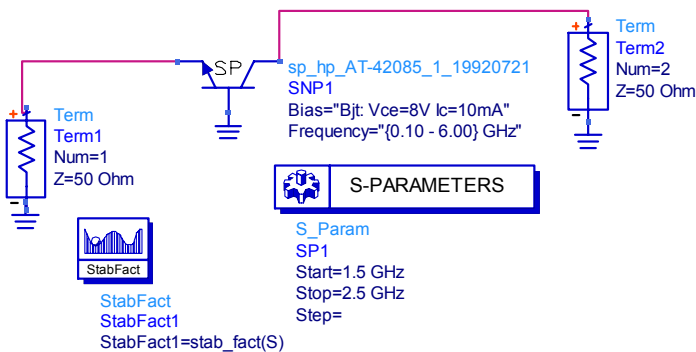 +
Term
Term1
Num=1
Z=50 Ohm
-
SP
sp_hp_AT-42085_1_19920721
SNP1
Bias="Bjt: Vce=8V Ic=10mA"
Frequency="{0.10 - 6.00} GHz"
+
Term
Term2
Num=2
Z=50 Ohm
-
S-PARAMETERS
S_Param
SP1
Start=1.5 GHz
Stop=2.5 GHz
Step=
StabFact
StabFact
StabFact1
StabFact1=stab_fact(S)